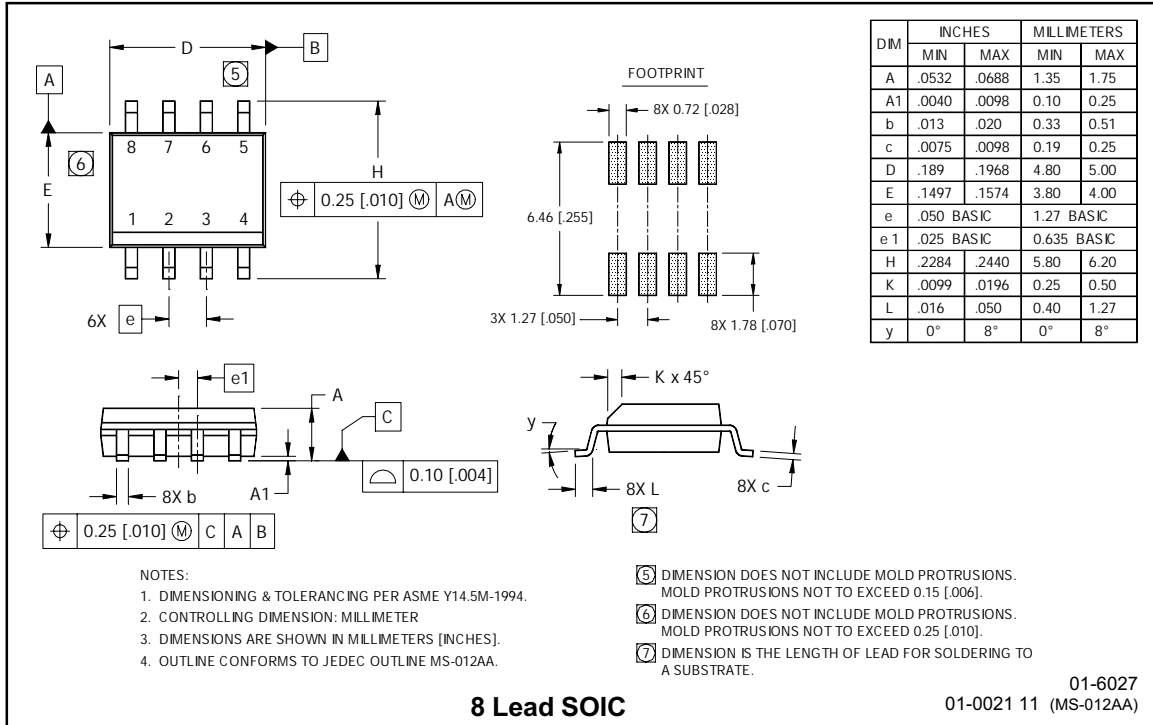 D
B
5
A
8 7 6 5
6
E
H
1 2 3 4
⌖ 0.25 [.010] Ⓜ AⓂ
6X e
FOOTPRINT
8X 0.72 [.028]
6.46 [.255]
3X 1.27 [.050]
8X 1.78 [.070]
DIM INCHES MILLIMETERS
MIN MAX MIN MAX
A .0532 .0688 1.35 1.75
A1 .0040 .0098 0.10 0.25
b .013 .020 0.33 0.51
c .0075 .0098 0.19 0.25
D .189 .1968 4.80 5.00
E .1497 .1574 3.80 4.00
e .050 BASIC 1.27 BASIC
e1 .025 BASIC 0.635 BASIC
H .2284 .2440 5.80 6.20
K .0099 .0196 0.25 0.50
L .016 .050 0.40 1.27
y 0° 8° 0° 8°
e1
A
C
0.10 [.004]
8X b
A1
⌖ 0.25 [.010] Ⓜ C A B
K x 45°
y
8X L
7
8X c
NOTES:
1. DIMENSIONING & TOLERANCING PER ASME Y14.5M-1994.
2. CONTROLLING DIMENSION: MILLIMETER
3. DIMENSIONS ARE SHOWN IN MILLIMETERS [INCHES].
4. OUTLINE CONFORMS TO JEDEC OUTLINE MS-012AA.
5 DIMENSION DOES NOT INCLUDE MOLD PROTRUSIONS.
MOLD PROTRUSIONS NOT TO EXCEED 0.15 [.006].
6 DIMENSION DOES NOT INCLUDE MOLD PROTRUSIONS.
MOLD PROTRUSIONS NOT TO EXCEED 0.25 [.010].
7 DIMENSION IS THE LENGTH OF LEAD FOR SOLDERING TO
A SUBSTRATE.
8 Lead SOIC
01-6027
01-0021 11 (MS-012AA)